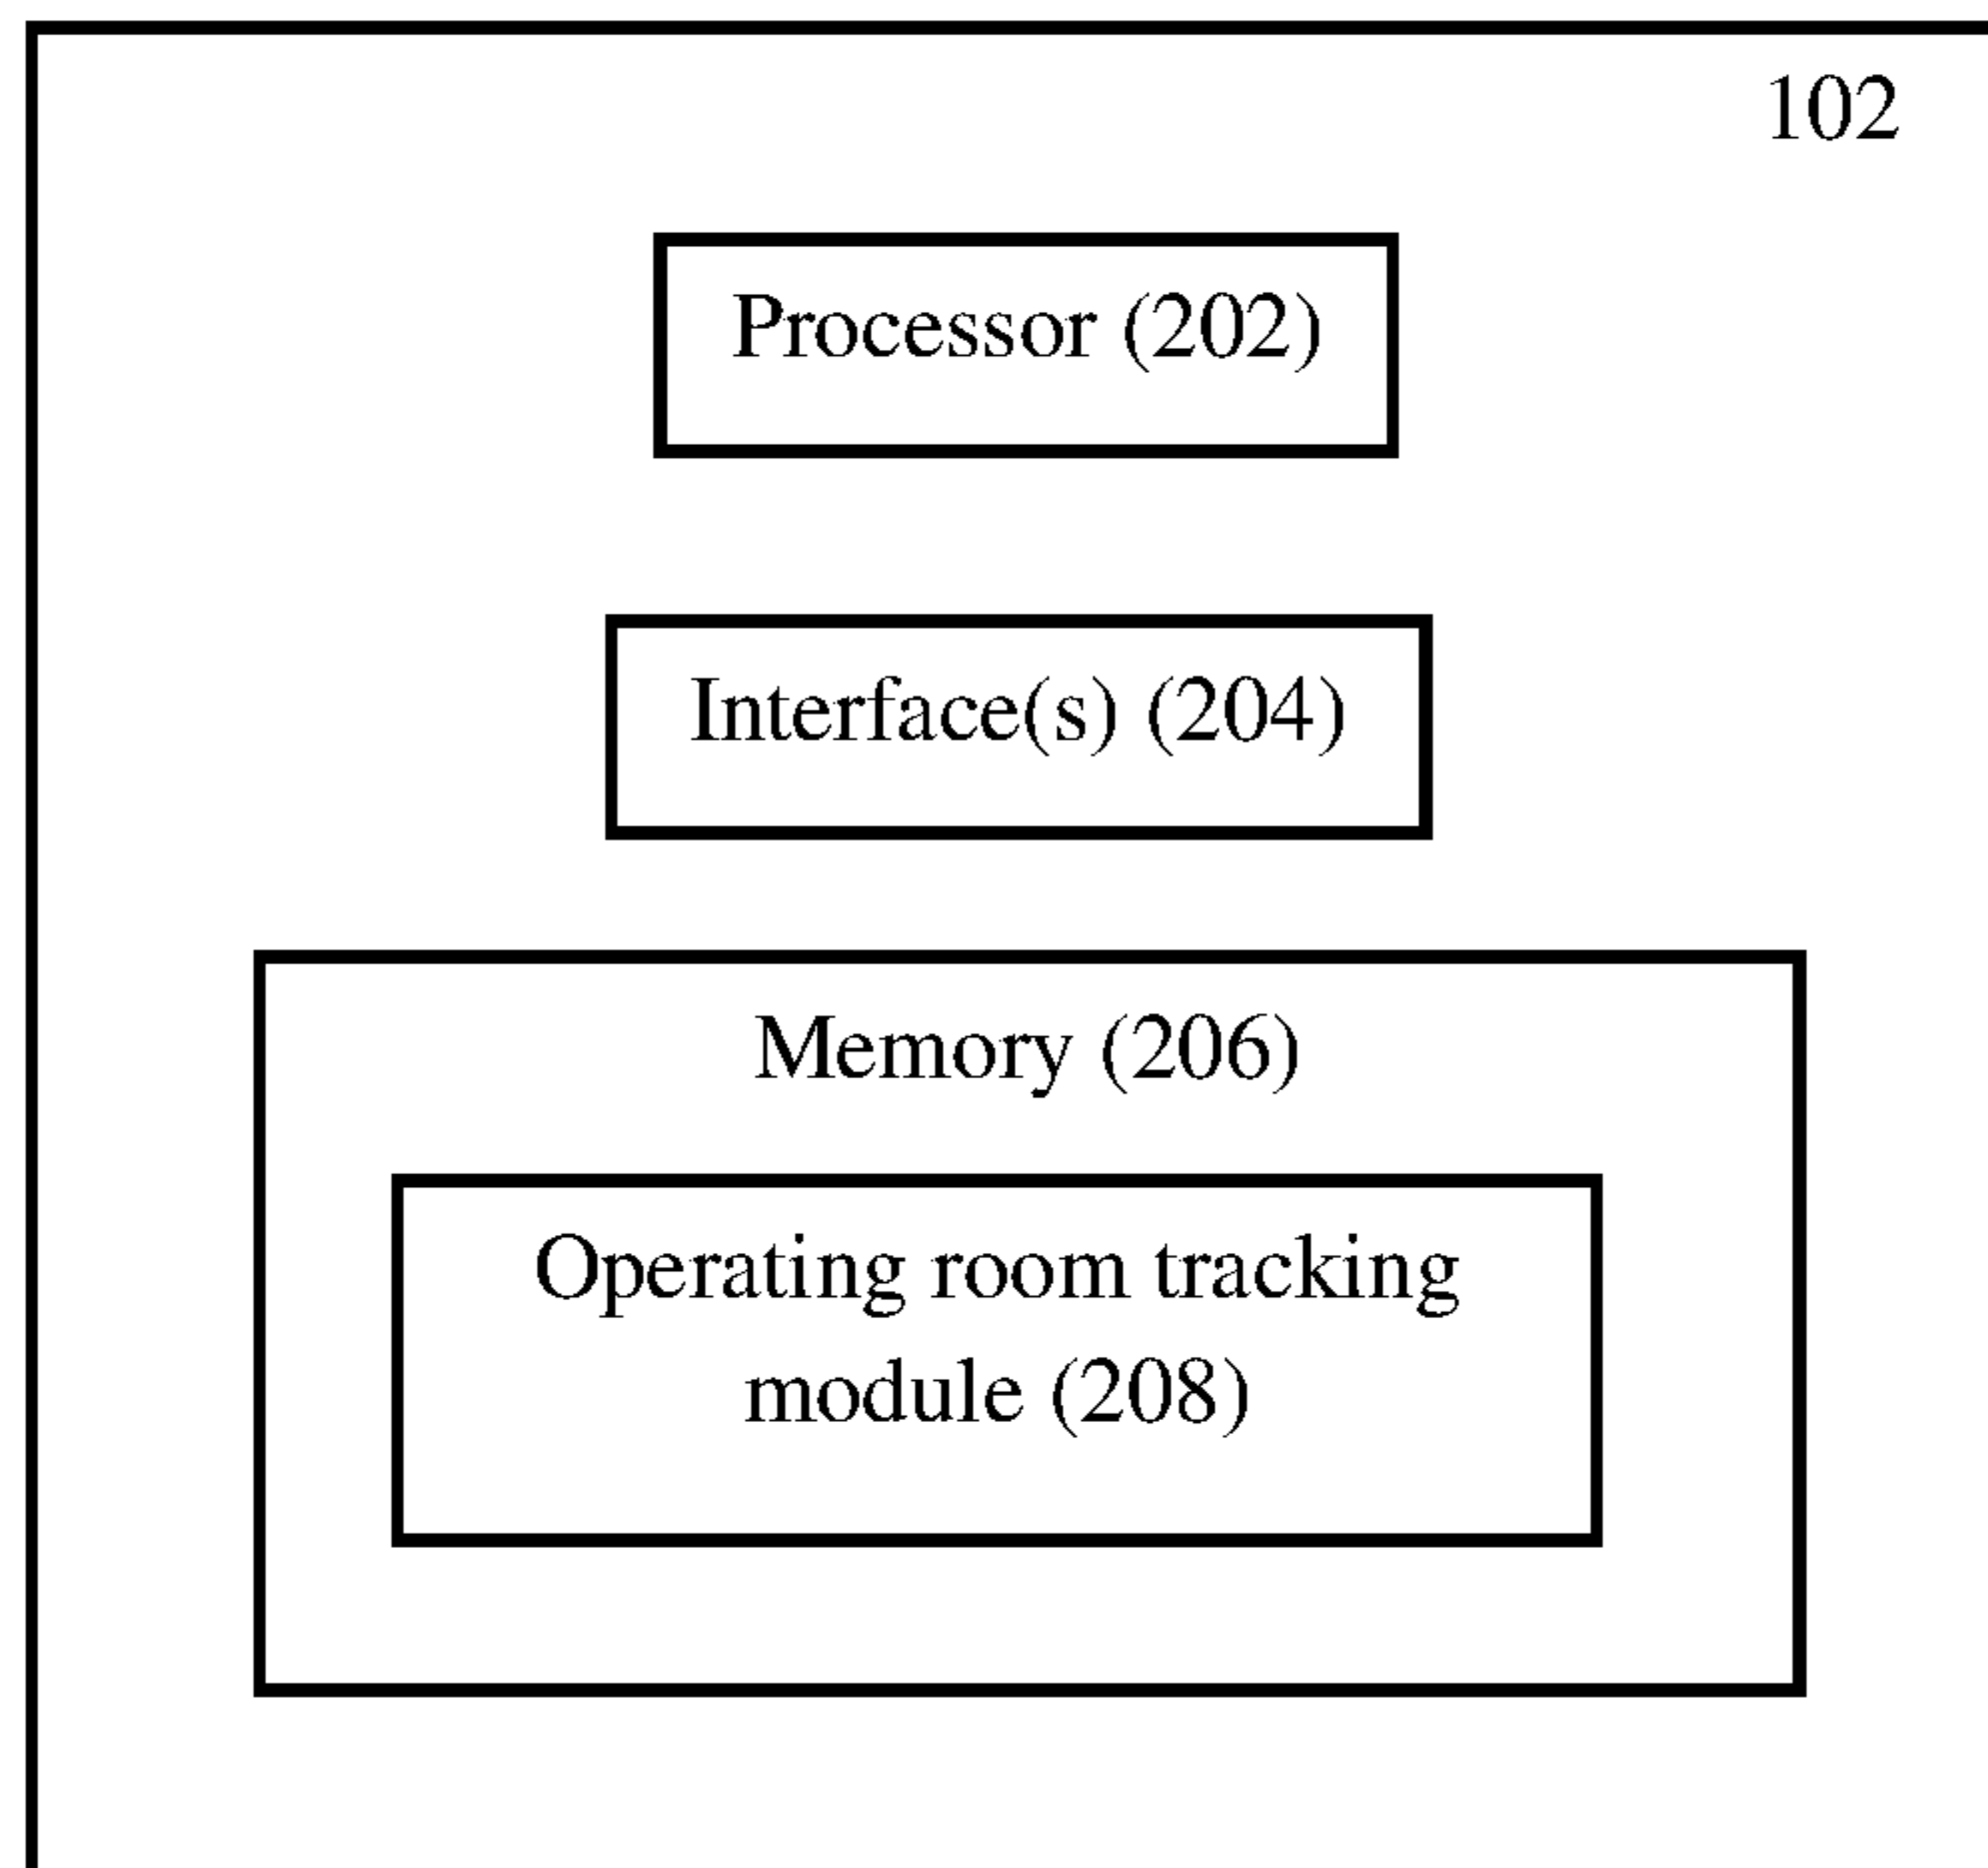 102
Processor (202)
Interface(s) (204)
Memory (206)
Operating room tracking
module (208)